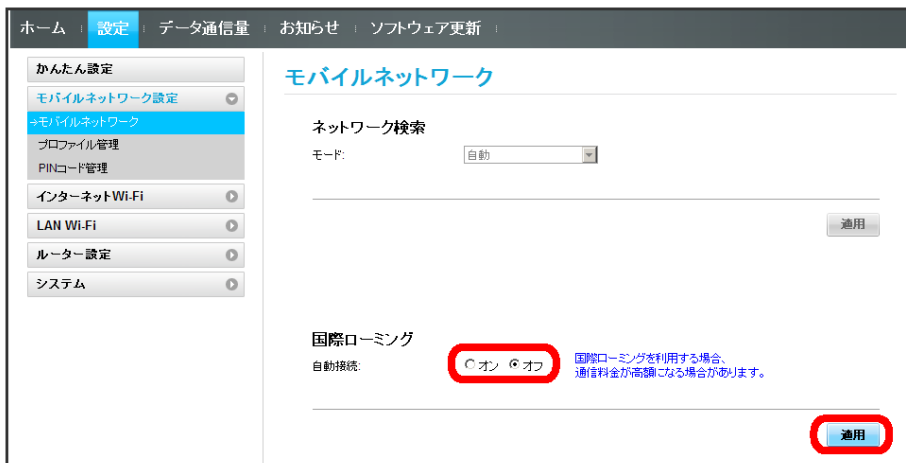 ホーム 設定 データ通信量 お知らせ ソフトウェア更新
かんたん設定
モバイルネットワーク設定
→モバイルネットワーク
プロファイル管理
PINコード管理
インターネットWi-Fi
LAN Wi-Fi
ルーター設定
システム
モバイルネットワーク
ネットワーク検索
モード: 自動
適用
国際ローミング
自動接続: オン オフ
国際ローミングを利用する場合、
通信料金が高額になる場合があります。
適用